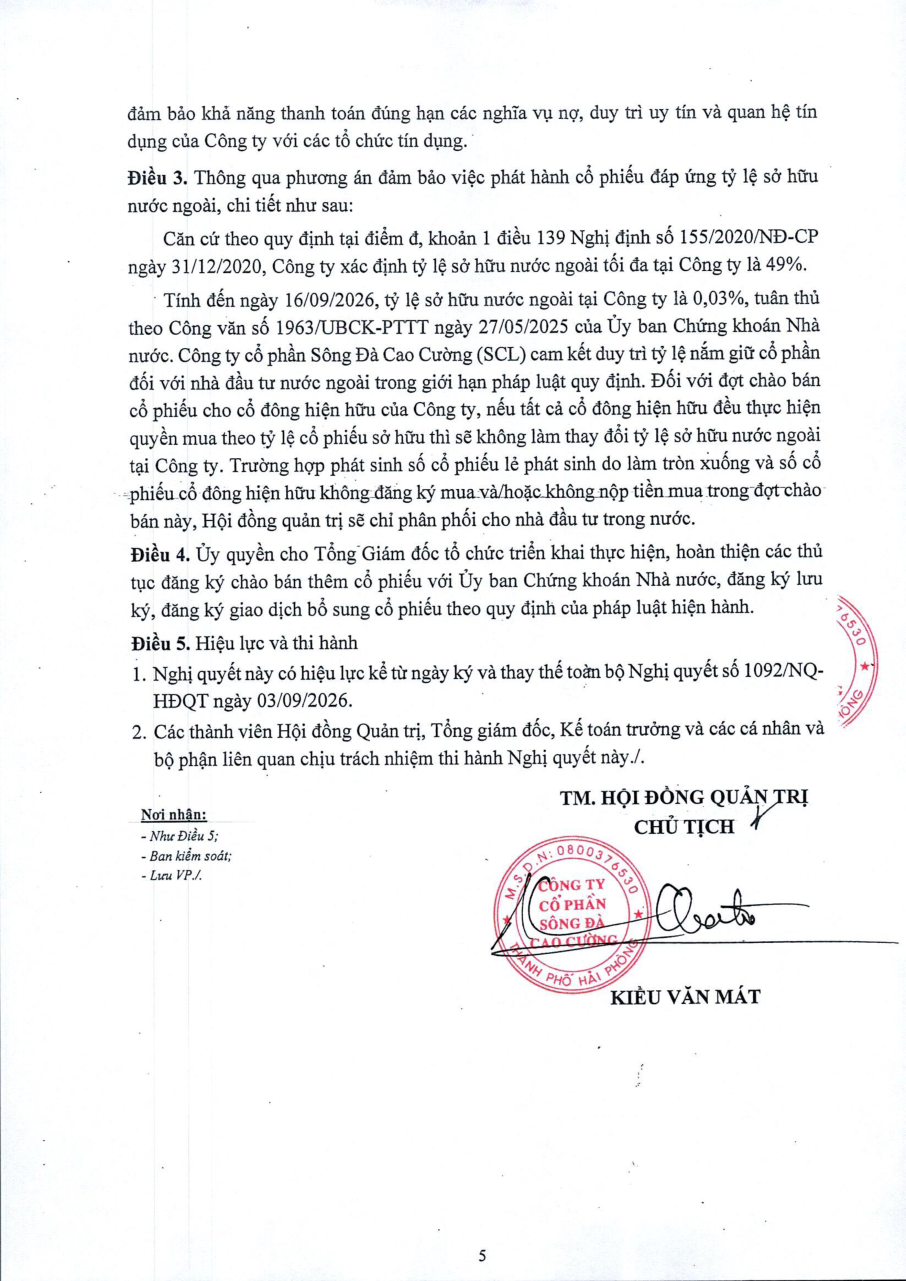 đảm bảo khả năng thanh toán đúng hạn các nghĩa vụ nợ, duy trì uy tín và quan hệ tín
dụng của Công ty với các tổ chức tín dụng.
Điều 3. Thông qua phương án đảm bảo việc phát hành cổ phiếu đáp ứng tỷ lệ sở hữu
nước ngoài, chi tiết như sau:
Căn cứ theo quy định tại điểm đ, khoản 1 điều 139 Nghị định số 155/2020/NĐ-CP
ngày 31/12/2020, Công ty xác định tỷ lệ sở hữu nước ngoài tối đa tại Công ty là 49%.
Tính đến ngày 16/09/2026, tỷ lệ sở hữu nước ngoài tại Công ty là 0,03%, tuân thủ
theo Công văn số 1963/UBCK-PTTT ngày 27/05/2025 của Ủy ban Chứng khoán Nhà
nước. Công ty cổ phần Sông Đà Cao Cường (SCL) cam kết duy trì tỷ lệ nắm giữ cổ phần
đối với nhà đầu tư nước ngoài trong giới hạn pháp luật quy định. Đối với đợt chào bán
cổ phiếu cho cổ đông hiện hữu của Công ty, nếu tất cả cổ đông hiện hữu đều thực hiện
quyền mua theo tỷ lệ cổ phiếu sở hữu thì sẽ không làm thay đổi tỷ lệ sở hữu nước ngoài
tại Công ty. Trường hợp phát sinh số cổ phiếu lẻ phát sinh do làm tròn xuống và số cổ
phiếu cổ đông hiện hữu không đăng ký mua và/hoặc không nộp tiền mua trong đợt chào
bán này, Hội đồng quản trị sẽ chỉ phân phối cho nhà đầu tư trong nước.
Điều 4. Ủy quyền cho Tổng Giám đốc tổ chức triển khai thực hiện, hoàn thiện các thủ
tục đăng ký chào bán thêm cổ phiếu với Ủy ban Chứng khoán Nhà nước, đăng ký lưu
ký, đăng ký giao dịch bổ sung cổ phiếu theo quy định của pháp luật hiện hành.
Điều 5. Hiệu lực và thi hành
1. Nghị quyết này có hiệu lực kể từ ngày ký và thay thế toàn bộ Nghị quyết số 1092/NQ-
HĐQT ngày 03/09/2026.
2. Các thành viên Hội đồng Quản trị, Tổng giám đốc, Kế toán trưởng và các cá nhân và
bộ phận liên quan chịu trách nhiệm thi hành Nghị quyết này./.
TM. HỘI ĐỒNG QUẢN TRỊ
CHỦ TỊCH
Nơi nhận:
- Như Điều 5;
- Ban kiểm soát;
- Lưu VP./.
M.S.D.N: 0800376530
CÔNG TY
CỔ PHẦN
SÔNG ĐÀ
CAO CƯỜNG
THÀNH PHỐ HẢI PHÒNG
KIỀU VĂN MÁT
5